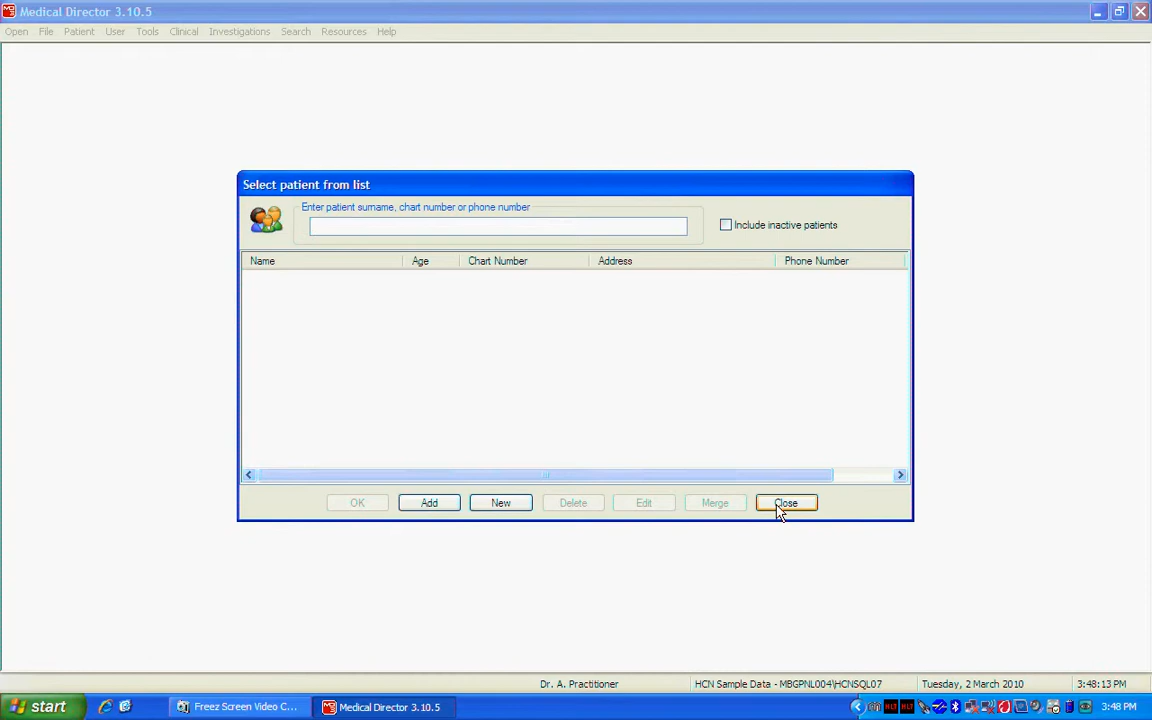 Medical Director 3.10.5
Open File Patient User Tools Clinical Investigations Search Resources Help
Select patient from list
Enter patient surname, chart number or phone number
Include inactive patients
Name Age Chart Number Address Phone Number
OK Add New Delete Edit Merge Close
Dr. A. Practitioner HCN Sample Data - MBGPNL004\HCNSQL07 Tuesday, 2 March 2010 3:48:13 PM
start Freez Screen Video C... Medical Director 3.10.5 HLT HLT 3:48 PM